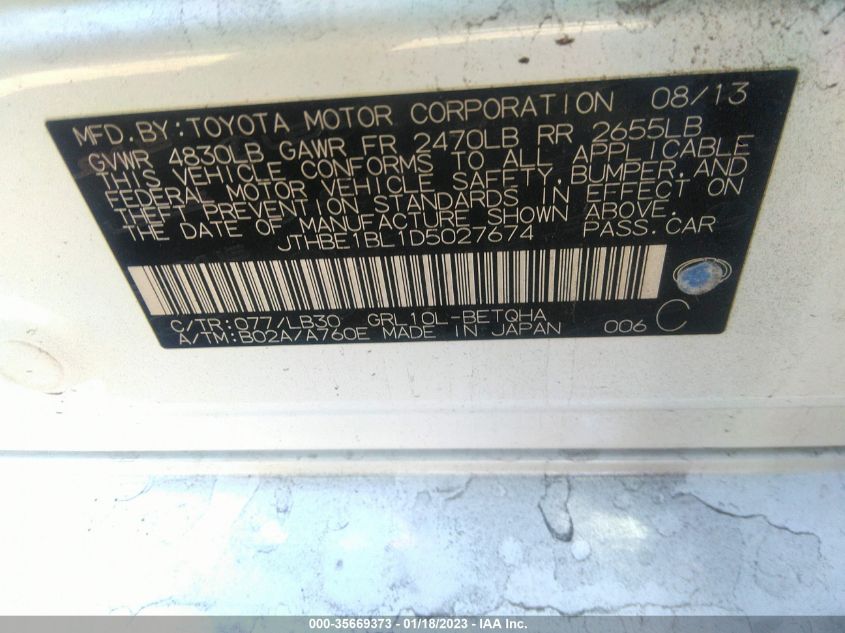 MFD.BY:TOYOTA MOTOR CORPORATION 08/13
GVWR 4830LB GAWR FR 2470LB RR 2655LB
THIS VEHICLE CONFORMS TO ALL APPLICABLE
FEDERAL MOTOR VEHICLE SAFETY,BUMPER,AND
THEFT PREVENTION STANDARDS IN EFFECT ON
THE DATE OF MANUFACTURE SHOWN ABOVE.
JTHBE1BL1D5027674 PASS.CAR
C/TR:077/LB30 GRL10L-BETQHA
A/TM:B02A/A760E MADE IN JAPAN 006 C
000-35669373 - 01/18/2023 - IAA Inc.